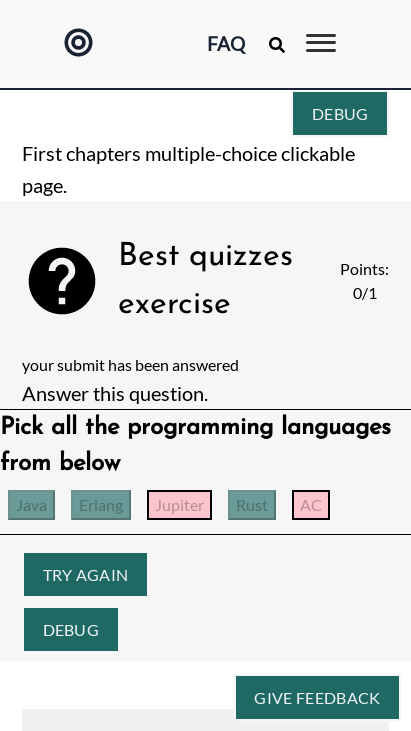 FAQ
DEBUG
First chapters multiple-choice clickable
page.
Best quizzes
exercise
Points:
0/1
your submit has been answered
Answer this question.
Pick all the programming languages
from below
Java Erlang Jupiter Rust AC
TRY AGAIN
DEBUG
GIVE FEEDBACK